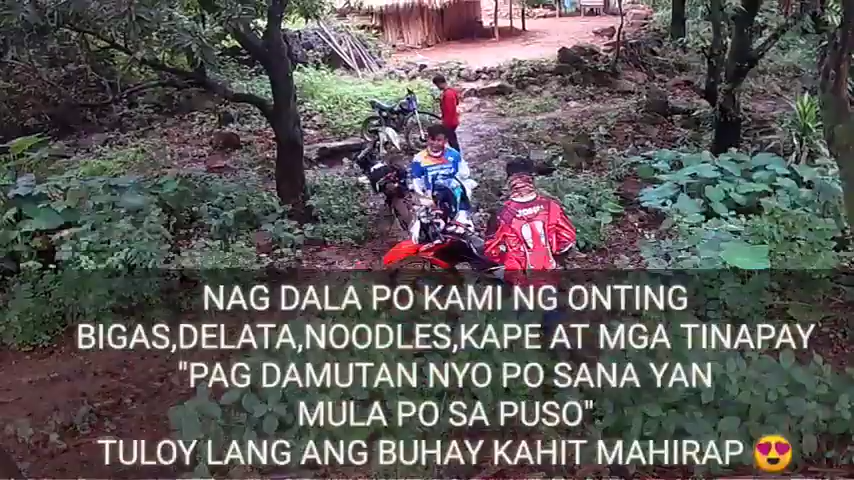 NAG DALA PO KAMI NG ONTING
BIGAS,DELATA,NOODLES,KAPE AT MGA TINAPAY
"PAG DAMUTAN NYO PO SANA YAN
MULA PO SA PUSO"
TULOY LANG ANG BUHAY KAHIT MAHIRAP 😍